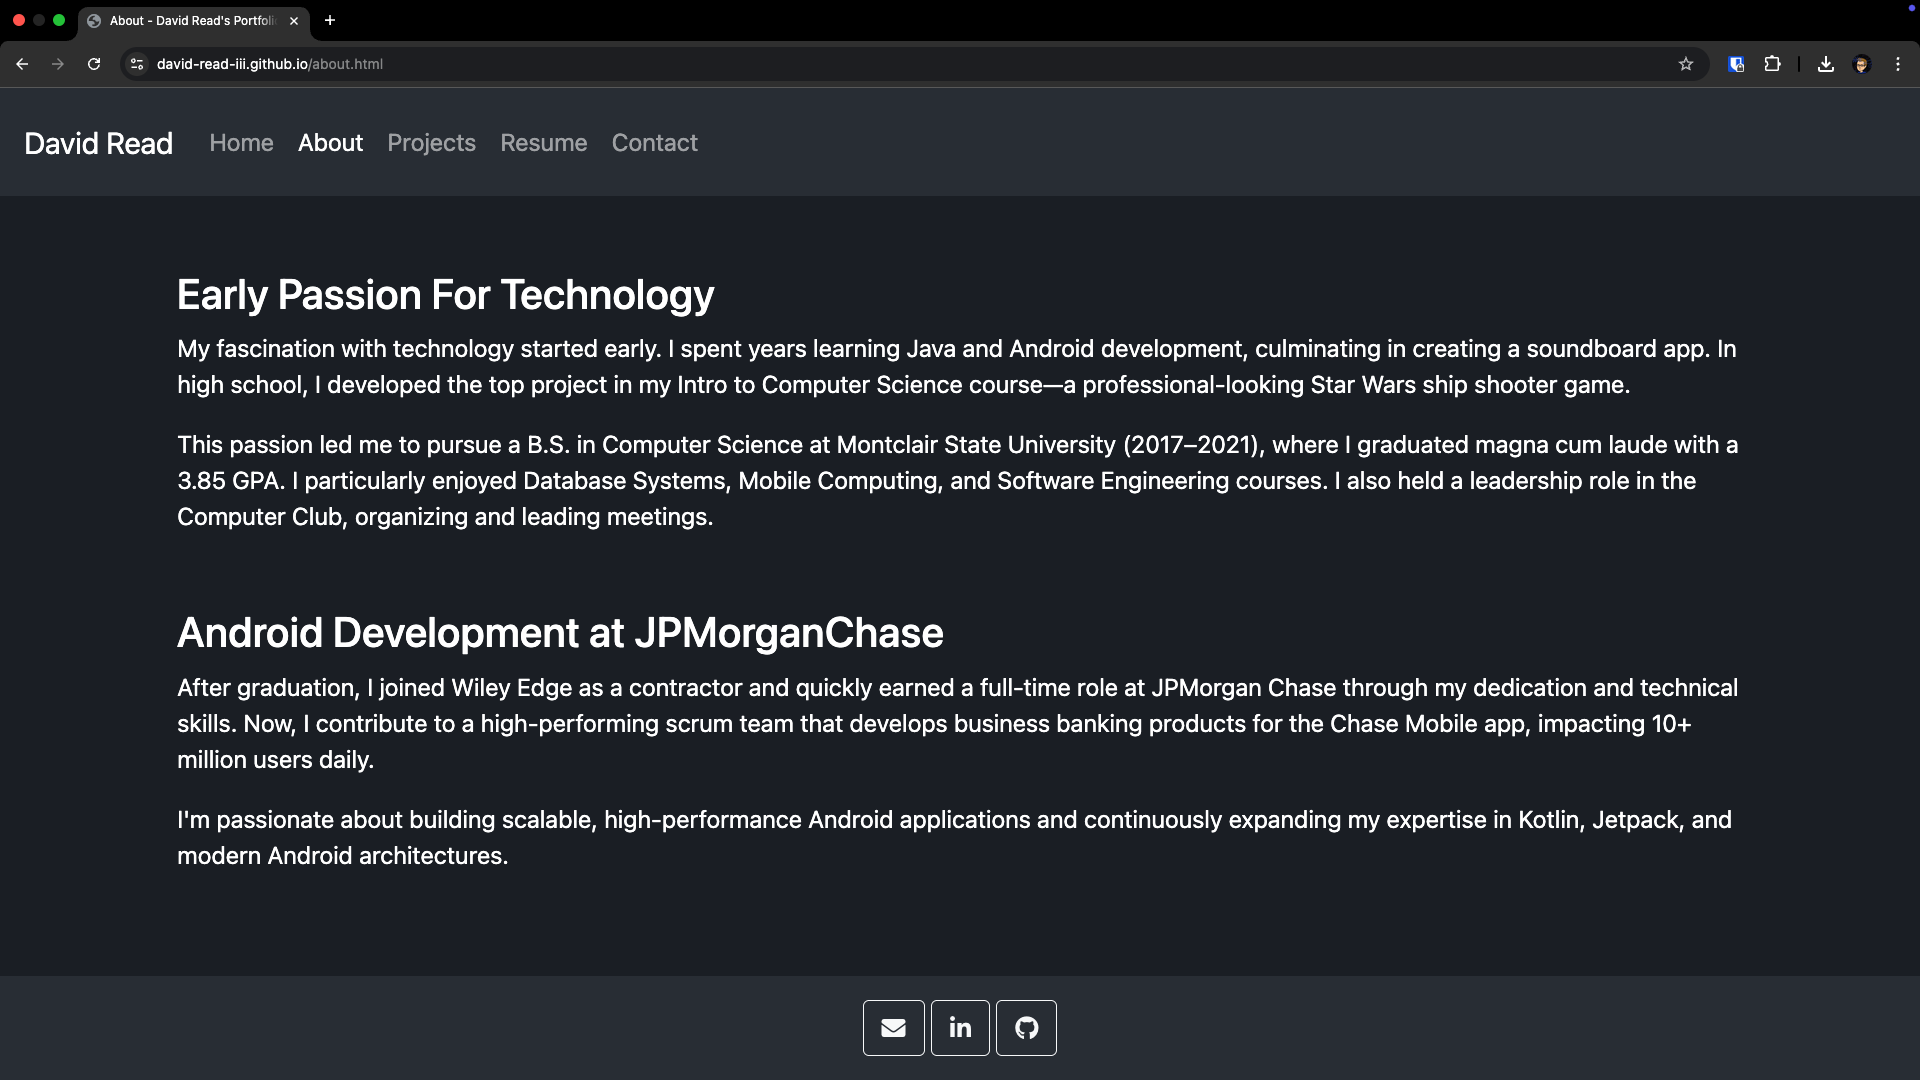 About - David Read's Portfoli
david-read-iii.github.io/about.html
David Read Home About Projects Resume Contact
Early Passion For Technology
My fascination with technology started early. I spent years learning Java and Android development, culminating in creating a soundboard app. In
high school, I developed the top project in my Intro to Computer Science course—a professional-looking Star Wars ship shooter game.
This passion led me to pursue a B.S. in Computer Science at Montclair State University (2017–2021), where I graduated magna cum laude with a
3.85 GPA. I particularly enjoyed Database Systems, Mobile Computing, and Software Engineering courses. I also held a leadership role in the
Computer Club, organizing and leading meetings.
Android Development at JPMorganChase
After graduation, I joined Wiley Edge as a contractor and quickly earned a full-time role at JPMorgan Chase through my dedication and technical
skills. Now, I contribute to a high-performing scrum team that develops business banking products for the Chase Mobile app, impacting 10+
million users daily.
I'm passionate about building scalable, high-performance Android applications and continuously expanding my expertise in Kotlin, Jetpack, and
modern Android architectures.
in